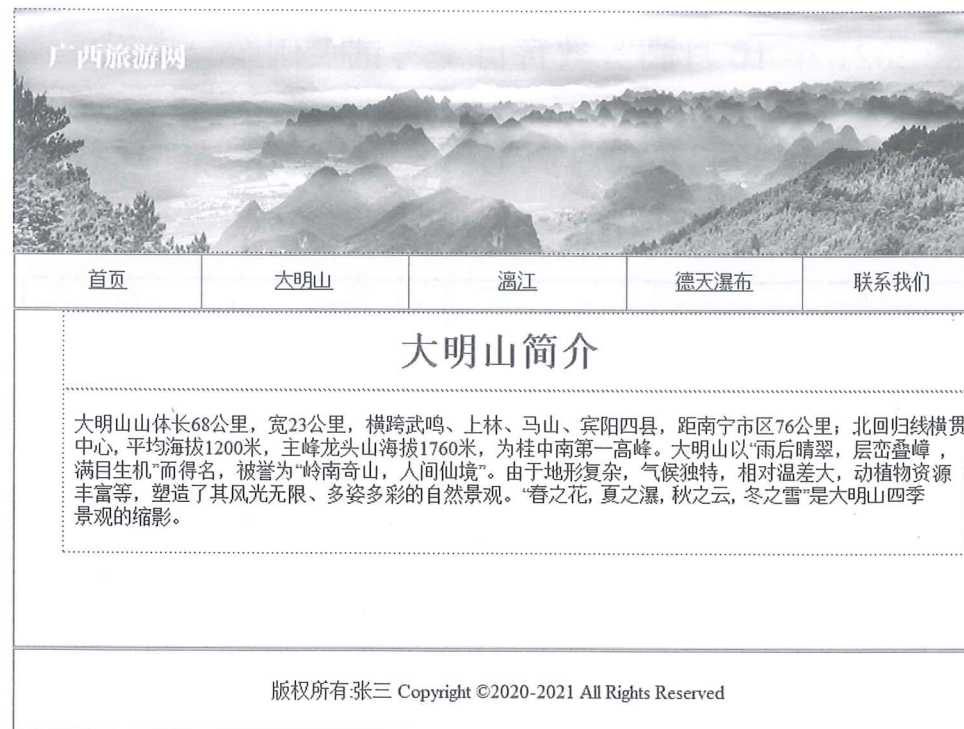 广西旅游网
首页 大明山 漓江 德天瀑布 联系我们
大明山简介
大明山山体长68公里，宽23公里，横跨武鸣、上林、马山、宾阳四县，距南宁市区76公里；北回归线横贯
中心, 平均海拔1200米，主峰龙头山海拔1760米，为桂中南第一高峰。大明山以“雨后晴翠，层峦叠嶂，
满目生机”而得名，被誉为“岭南奇山，人间仙境”。由于地形复杂，气候独特，相对温差大，动植物资源
丰富等，塑造了其风光无限、多姿多彩的自然景观。“春之花, 夏之瀑, 秋之云, 冬之雪”是大明山四季
景观的缩影。
版权所有:张三 Copyright ©2020-2021 All Rights Reserved